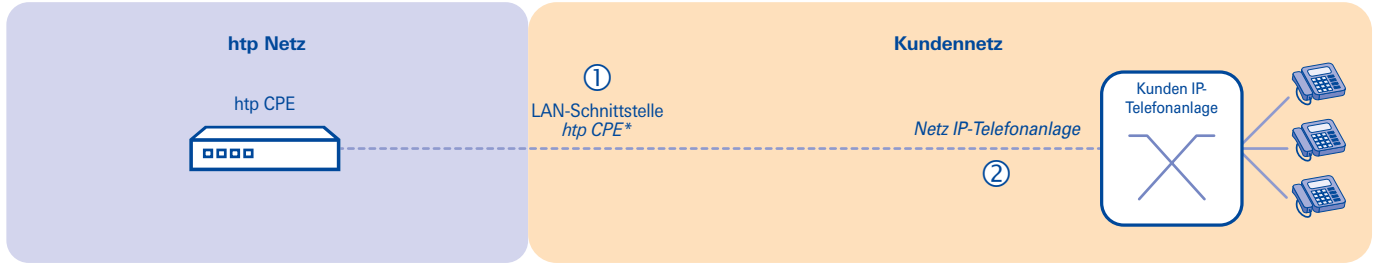 htp Netz
Kundennetz
①
LAN-Schnittstelle
htp CPE*
htp CPE
Netz IP-Telefonanlage
②
Kunden IP-
Telefonanlage